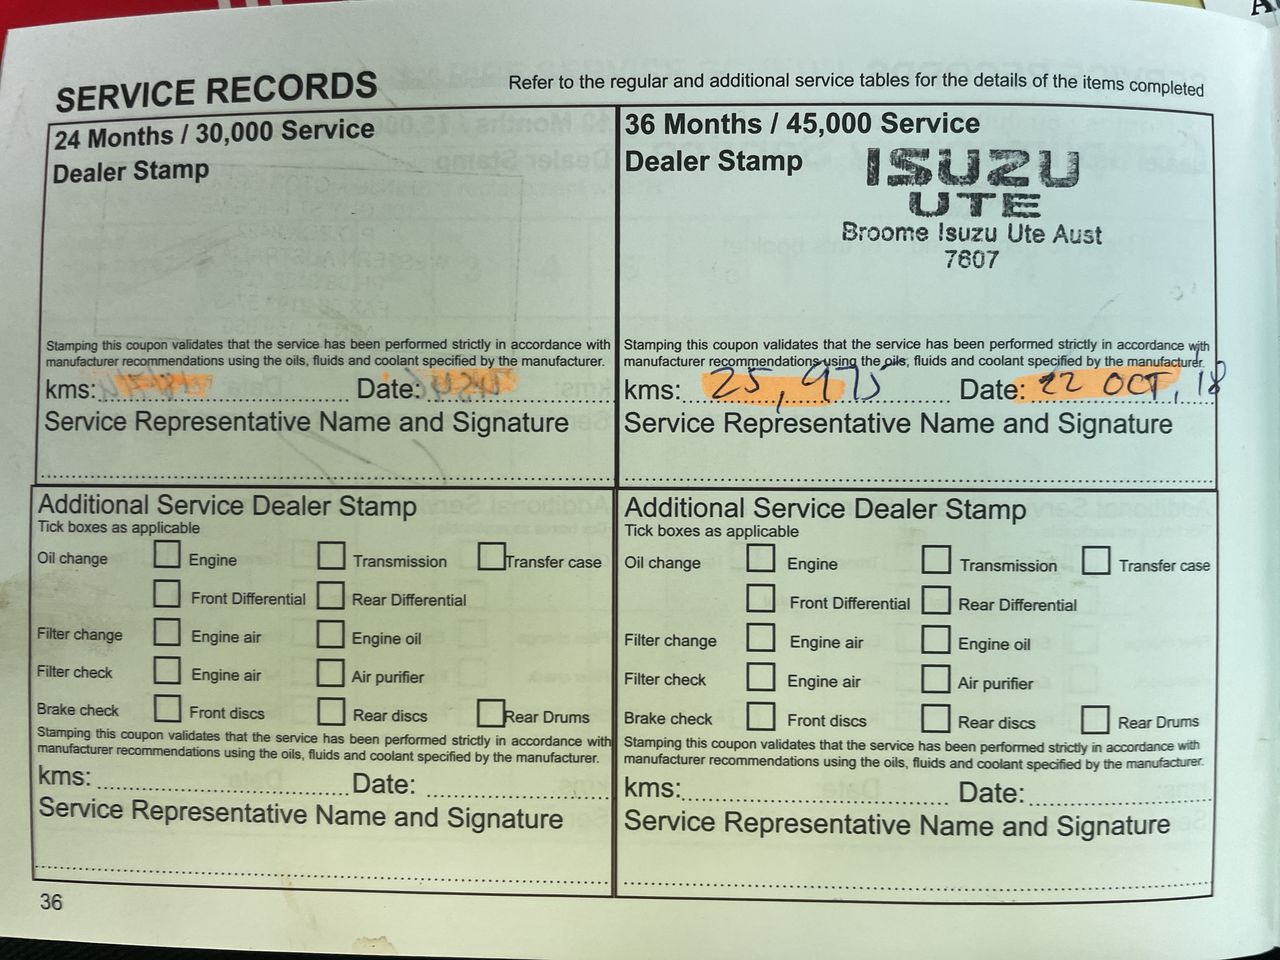 SERVICE RECORDS
Refer to the regular and additional service tables for the details of the items completed
24 Months / 30,000 Service
Dealer Stamp
Stamping this coupon validates that the service has been performed strictly in accordance with
manufacturer recommendations using the oils, fluids and coolant specified by the manufacturer.
kms: Date:
Service Representative Name and Signature
Additional Service Dealer Stamp
Tick boxes as applicable
Oil change Engine Transmission Transfer case
Front Differential Rear Differential
Filter change Engine air Engine oil
Filter check Engine air Air purifier
Brake check Front discs Rear discs Rear Drums
Stamping this coupon validates that the service has been performed strictly in accordance with
manufacturer recommendations using the oils, fluids and coolant specified by the manufacturer.
kms: Date:
Service Representative Name and Signature
36 Months / 45,000 Service
Dealer Stamp
ISUZU
UTE
Broome Isuzu Ute Aust
7607
Stamping this coupon validates that the service has been performed strictly in accordance with
manufacturer recommendations using the oils, fluids and coolant specified by the manufacturer.
kms: 25,975 Date: 22 OCT, 18
Service Representative Name and Signature
Additional Service Dealer Stamp
Tick boxes as applicable
Oil change Engine Transmission Transfer case
Front Differential Rear Differential
Filter change Engine air Engine oil
Filter check Engine air Air purifier
Brake check Front discs Rear discs Rear Drums
Stamping this coupon validates that the service has been performed strictly in accordance with
manufacturer recommendations using the oils, fluids and coolant specified by the manufacturer.
kms: Date:
Service Representative Name and Signature
36